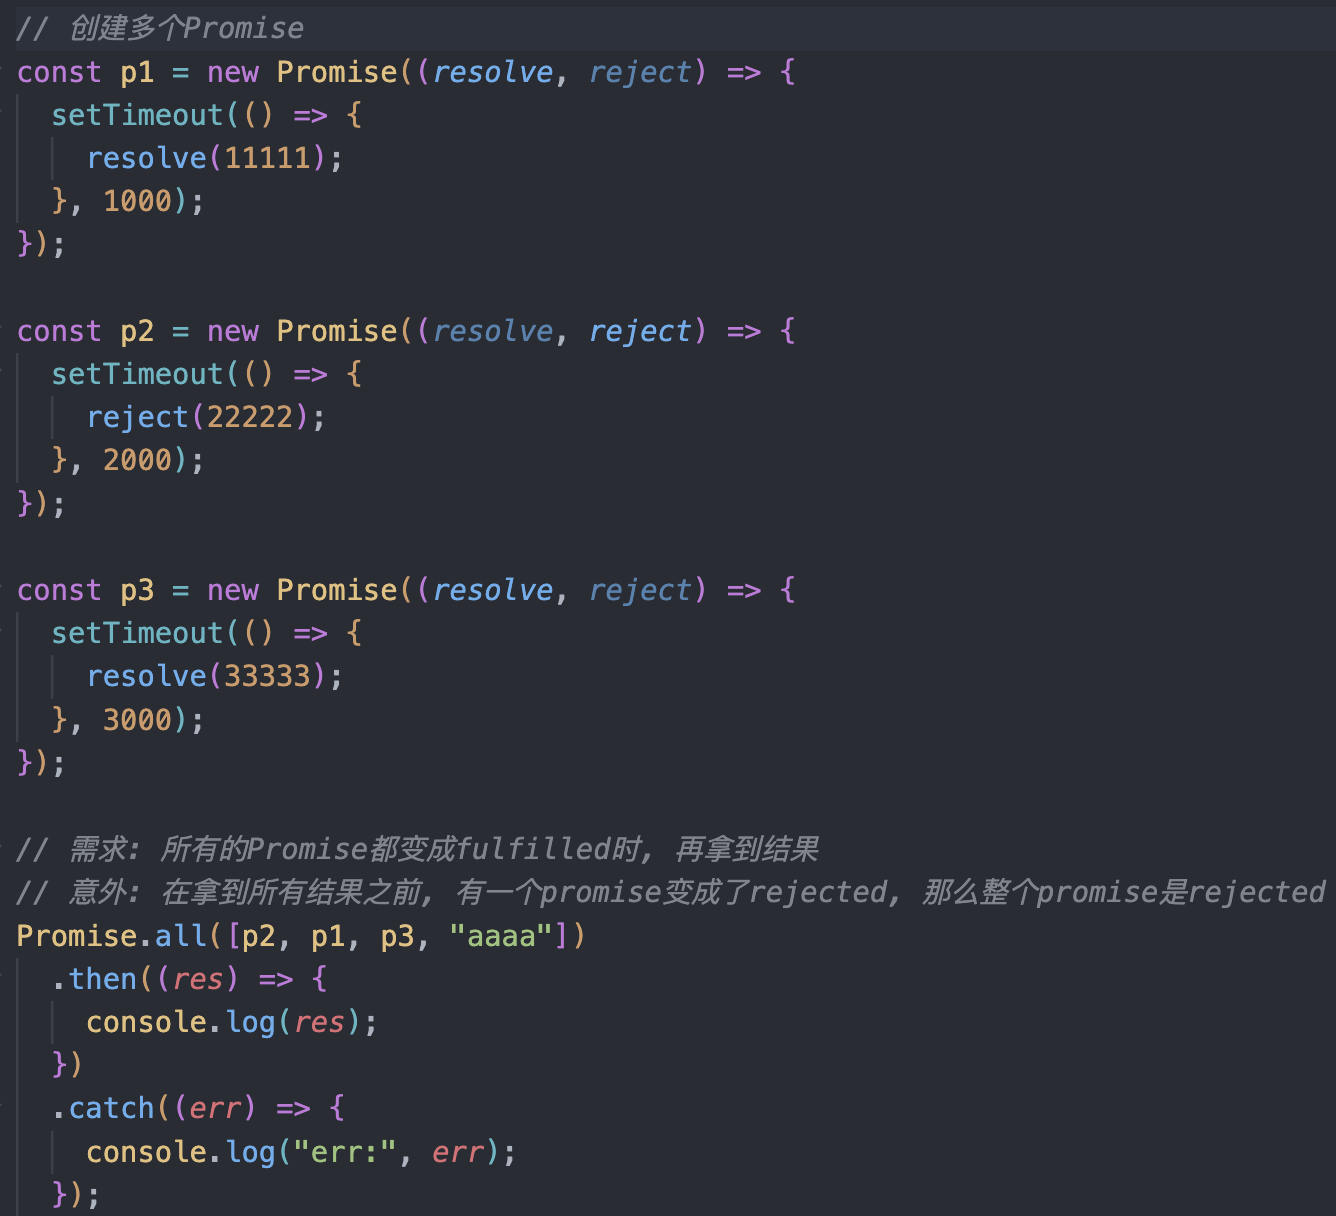 // 创建多个Promise
const p1 = new Promise((resolve, reject) => {
  setTimeout(() => {
    resolve(11111);
  }, 1000);
});

const p2 = new Promise((resolve, reject) => {
  setTimeout(() => {
    reject(22222);
  }, 2000);
});

const p3 = new Promise((resolve, reject) => {
  setTimeout(() => {
    resolve(33333);
  }, 3000);
});

// 需求: 所有的Promise都变成fulfilled时, 再拿到结果
// 意外: 在拿到所有结果之前, 有一个promise变成了rejected, 那么整个promise是rejected
Promise.all([p2, p1, p3, "aaaa"])
  .then((res) => {
    console.log(res);
  })
  .catch((err) => {
    console.log("err:", err);
  });